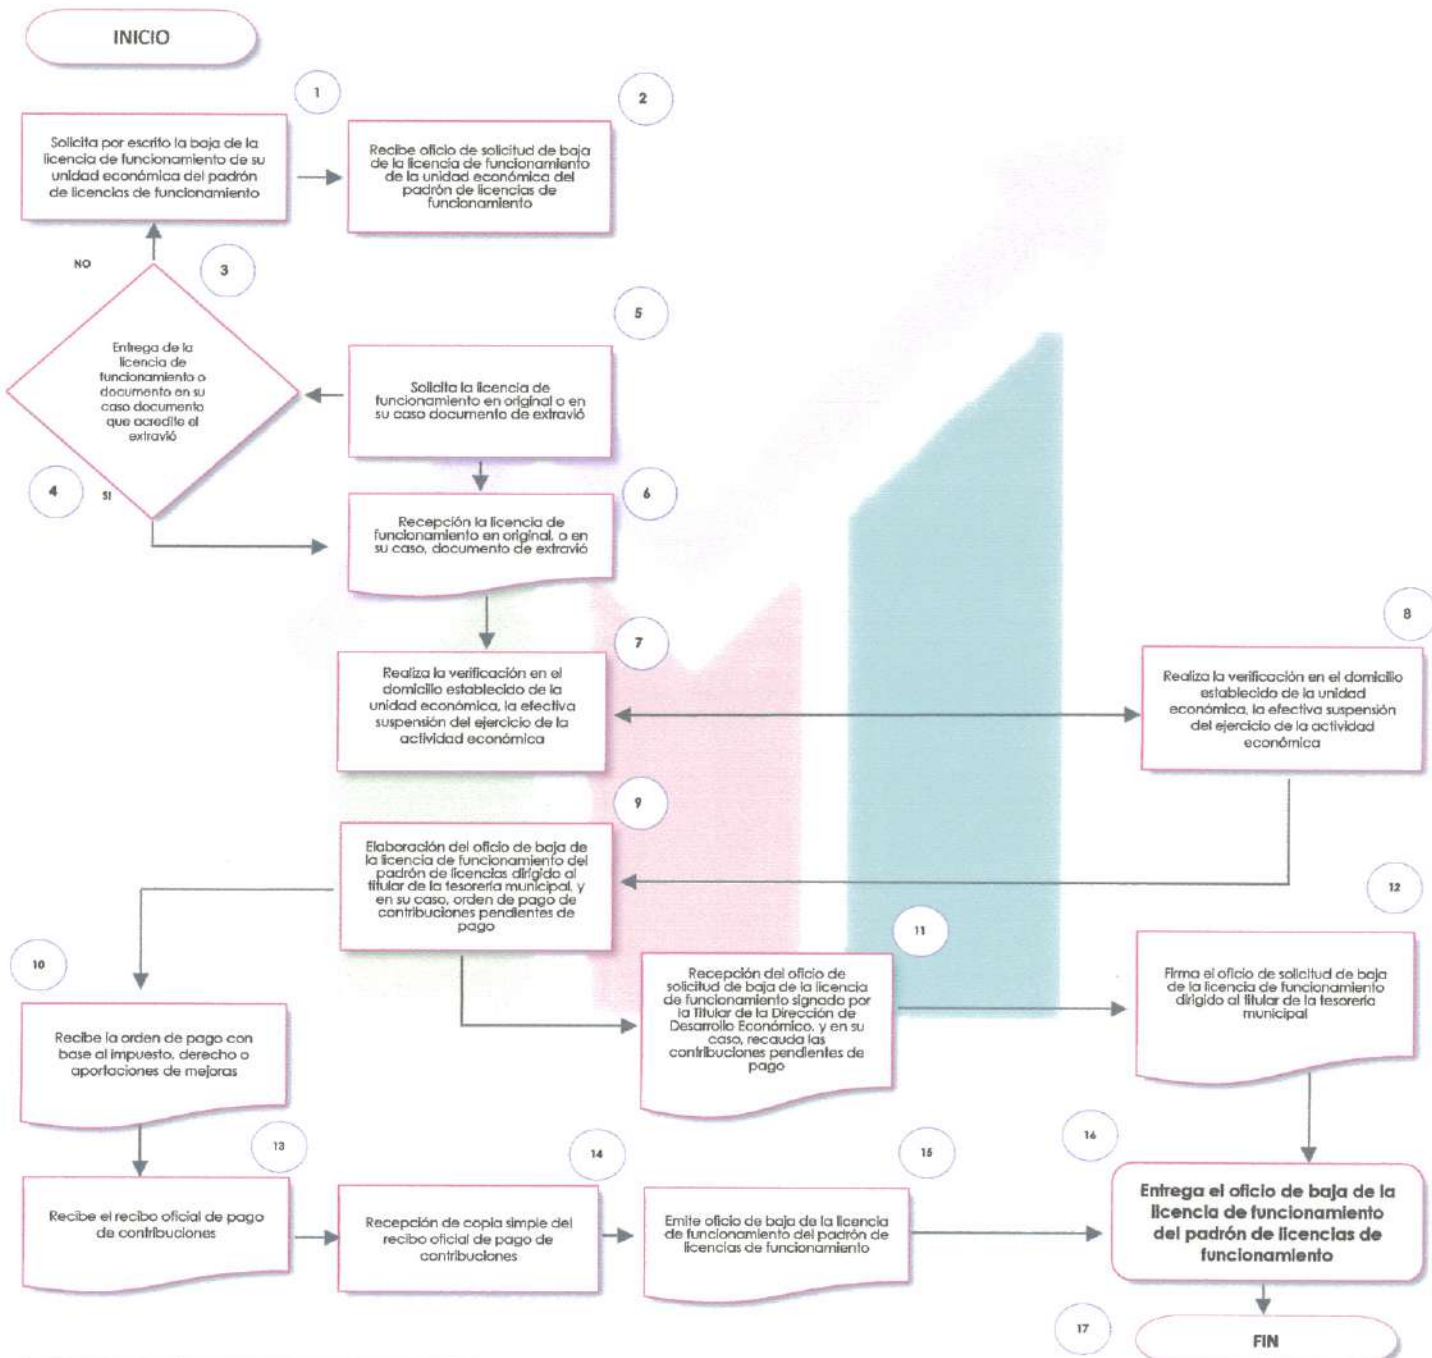 INICIO
1
Solicita por escrito la baja de la
licencia de funcionamiento de su
unidad económica del padrón
de licencias de funcionamiento
2
Recibe oficio de solicitud de baja
de la licencia de funcionamiento
de la unidad económica del
padrón de licencias de
funcionamiento
NO
3
Entrega de la
licencia de
funcionamiento o
documento en su
caso documento
que acredite el
extravió
4
SI
5
Solicita la licencia de
funcionamiento en original o en
su caso documento de extravió
6
Recepción la licencia de
funcionamiento en original, o en
su caso, documento de extravió
7
Realiza la verificación en el
domicilio establecido de la
unidad económica, la efectiva
suspensión del ejercicio de la
actividad económica
8
Realiza la verificación en el domicilio
establecido de la unidad
económica, la efectiva suspensión
del ejercicio de la actividad
económica
9
Elaboración del oficio de baja de
la licencia de funcionamiento del
padrón de licencias dirigido al
titular de la tesorería municipal, y
en su caso, orden de pago de
contribuciones pendientes de
pago
10
Recibe la orden de pago con
base al impuesto, derecho o
aportaciones de mejoras
11
Recepción del oficio de
solicitud de baja de la licencia
de funcionamiento signado por
la Titular de la Dirección de
Desarrollo Económico, y en su
caso, recauda las
contribuciones pendientes de
pago
12
Firma el oficio de solicitud de baja
de la licencia de funcionamiento
dirigido al titular de la tesorería
municipal
13
Recibe el recibo oficial de pago
de contribuciones
14
Recepción de copia simple del
recibo oficial de pago de
contribuciones
15
Emite oficio de baja de la licencia
de funcionamiento del padrón de
licencias de funcionamiento
16
Entrega el oficio de baja de la
licencia de funcionamiento
del padrón de licencias de
funcionamiento
17
FIN